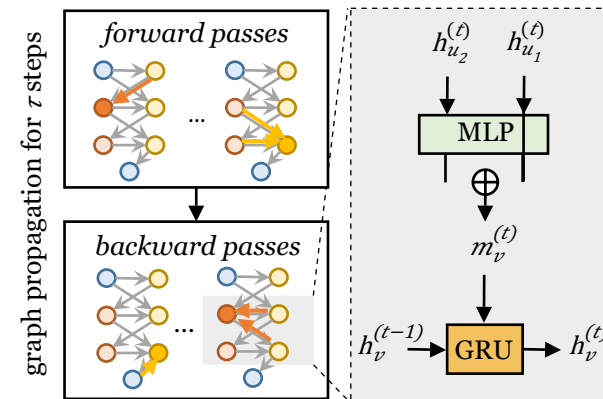 graph propagation for τ steps
forward passes
...
backward passes
...
h_{u_2}^{(t)} h_{u_1}^{(t)}
MLP
⊕
m_v^{(t)}
h_v^{(t-1)} GRU h_v^{(t)}